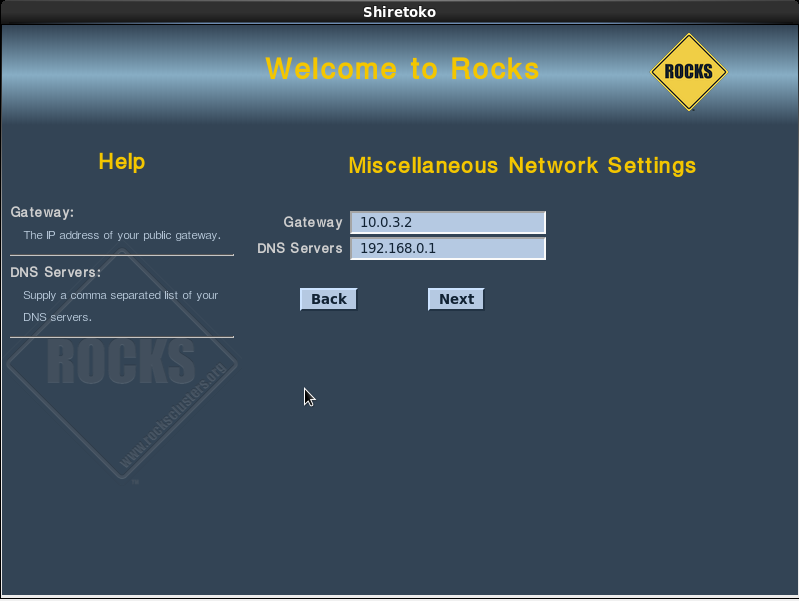 Shiretoko
Welcome to Rocks
ROCKS
Help
Miscellaneous Network Settings
Gateway:
The IP address of your public gateway.
DNS Servers:
Supply a comma separated list of your
DNS servers.
ROCKS
www.rocksclusters.org
Gateway 10.0.3.2
DNS Servers 192.168.0.1
Back Next